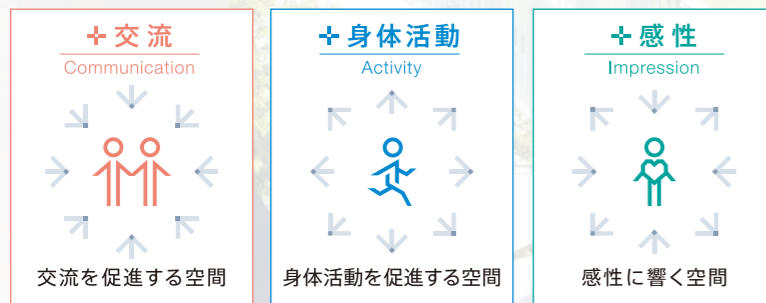 交流
Communication
交流を促進する空間
身体活動
Activity
身体活動を促進する空間
感性
Impression
感性に響く空間